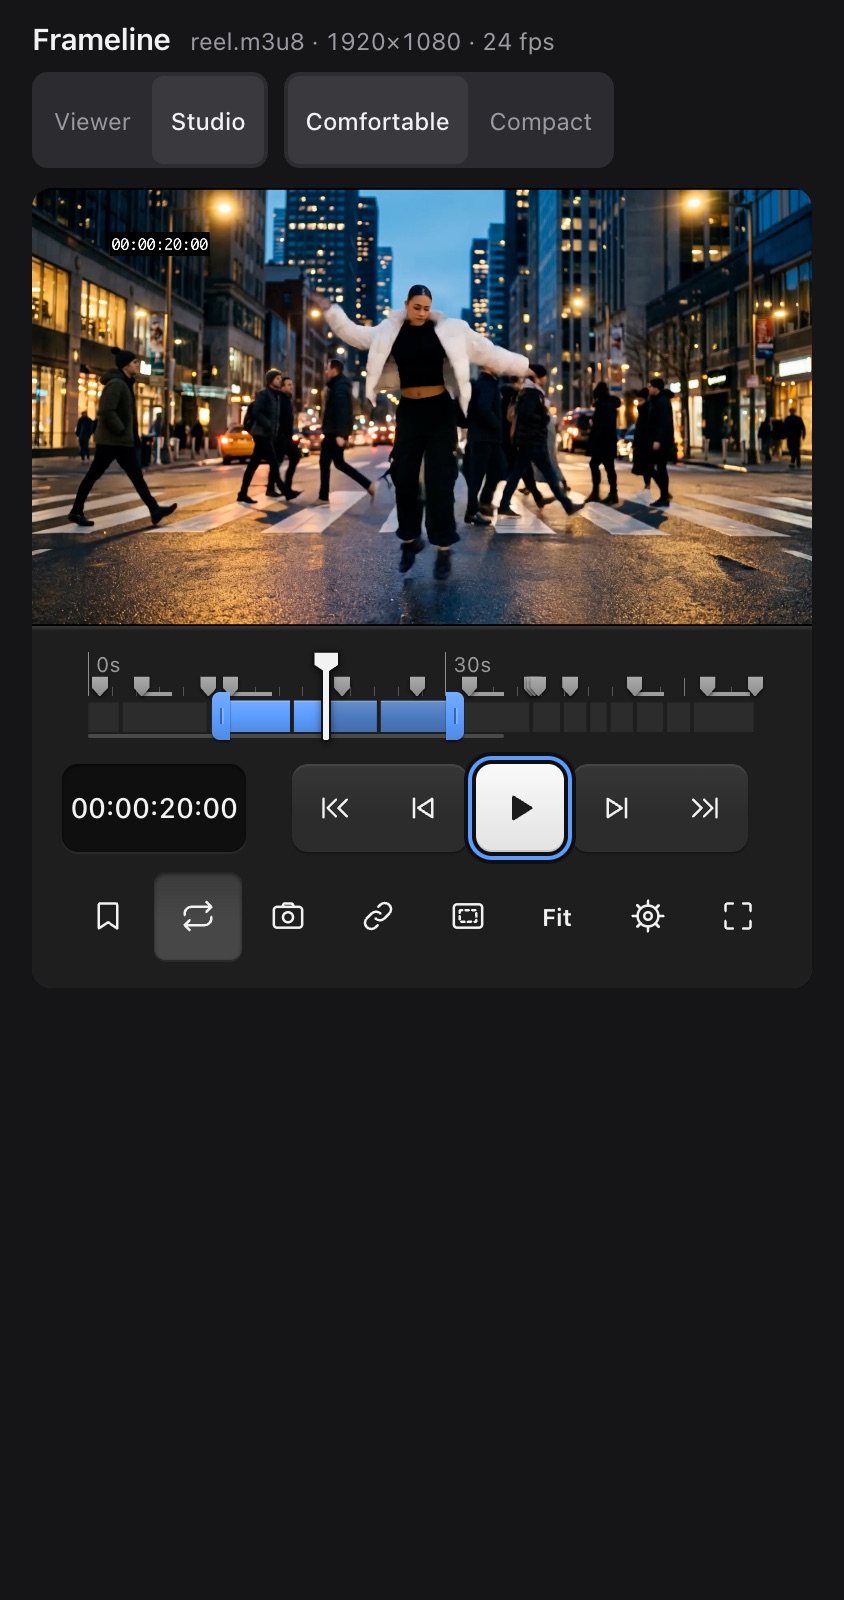 Frameline reel.m3u8 · 1920×1080 · 24 fps
Viewer Studio Comfortable Compact
00:00:20:00
0s 30s
00:00:20:00
Fit